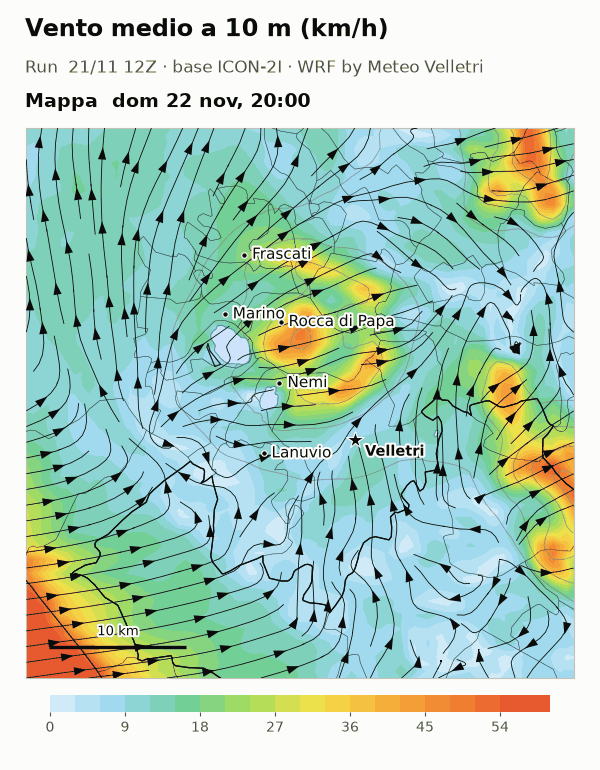 Vento medio a 10 m (km/h)
Run  21/11 12Z · base ICON-2I · WRF by Meteo Velletri
Mappa  dom 22 nov, 20:00
Frascati
Marino
Rocca di Papa
Nemi
Velletri
Lanuvio
10 km
0 9 18 27 36 45 54